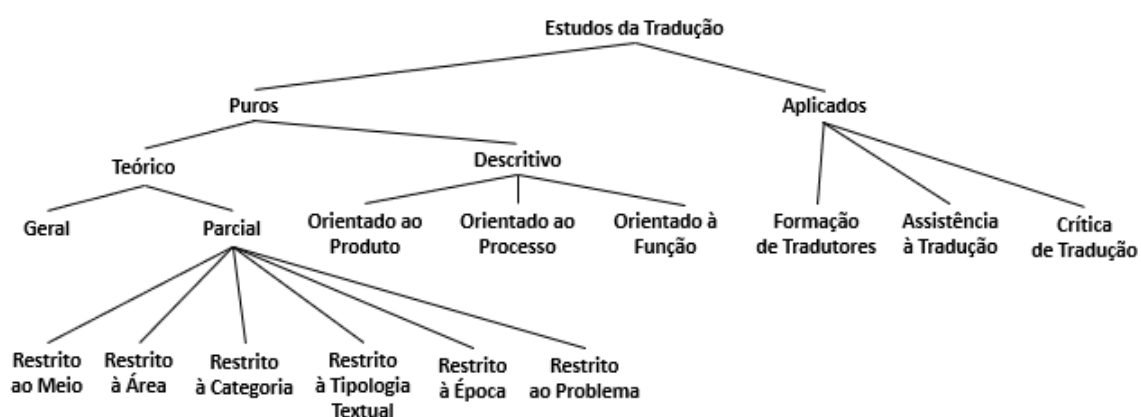 Estudos da Tradução
Puros
Aplicados
Teórico
Descritivo
Geral
Parcial
Orientado ao
Produto
Orientado ao
Processo
Orientado à
Função
Formação
de Tradutores
Assistência
à Tradução
Crítica
de Tradução
Restrito
ao Meio
Restrito
à Área
Restrito
à Categoria
Restrito
à Tipologia
Textual
Restrito
à Época
Restrito
ao Problema